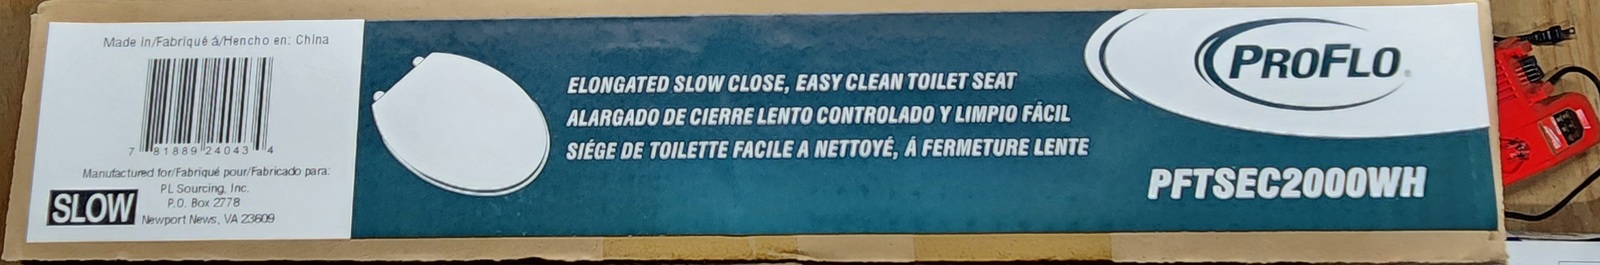 Made in/Fabriqué á/Hencho en: China
7 81889 24043 4
Manufactured for/Fabriqué pour/Fabricado para:
PL Sourcing, Inc.
P.O. Box 2778
Newport News, VA 23609
SLOW
ELONGATED SLOW CLOSE, EASY CLEAN TOILET SEAT
ALARGADO DE CIERRE LENTO CONTROLADO Y LIMPIO FÁCIL
SIÉGE DE TOILETTE FACILE A NETTOYÉ, Á FERMETURE LENTE
PROFLO
PFTSEC2000WH